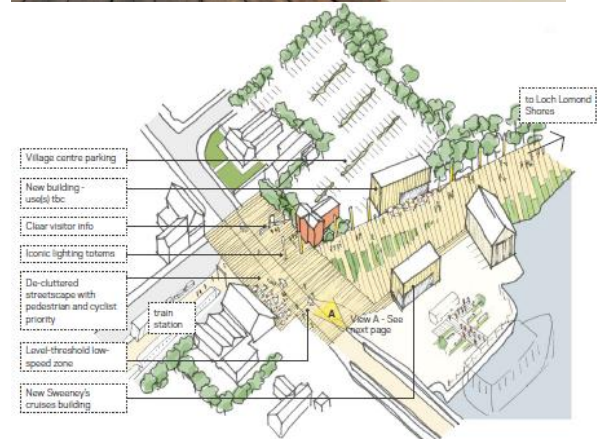 to Loch Lomond
Shores
Village centre parking
New building -
use(s) tbc
Clear visitor info
Iconic lighting totems
De-cluttered
streetscape with
pedestrian and cyclist
priority
train
station
A
View A - See
next page
Level-threshold low-
speed zone
New Sweeney's
cruises building